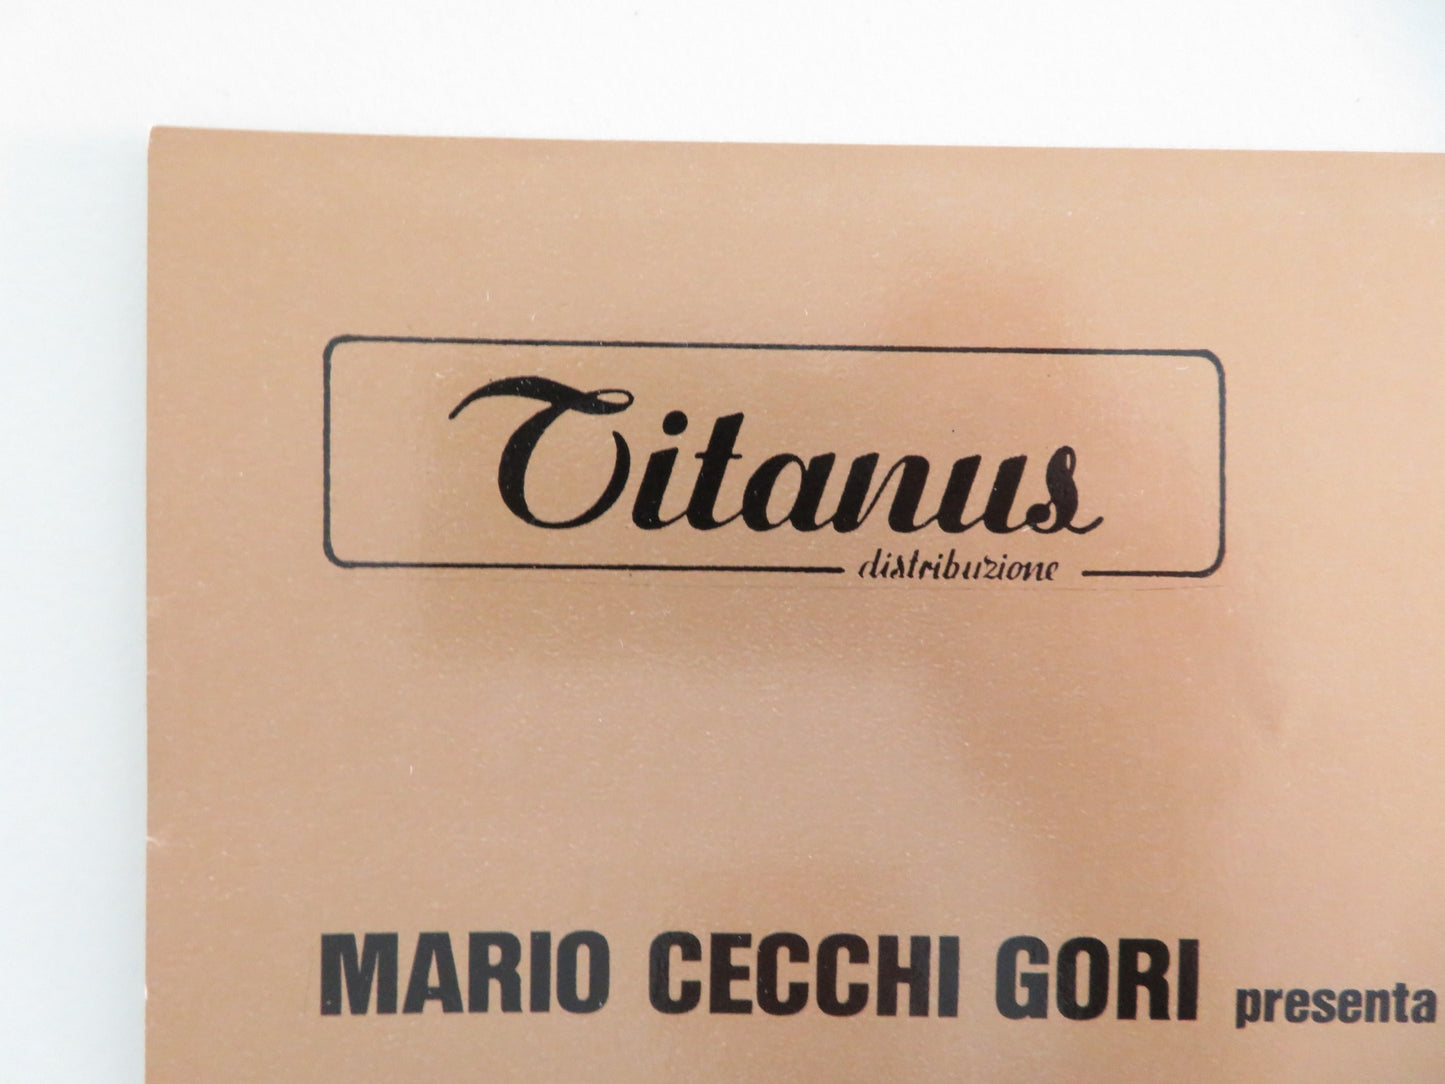 Titanus
distribuzione
MARIO CECCHI GORI presenta